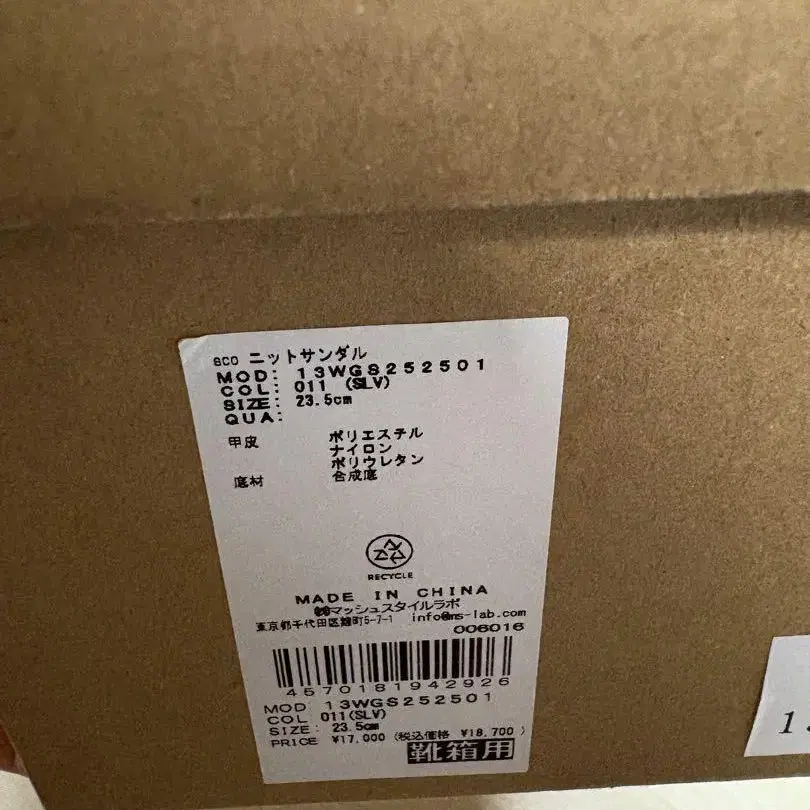 eco ニットサンダル
MOD: 13WGS252501
COL: 011 (SLV)
SIZE: 23.5cm
QUA:
甲皮 ポリエステル
ナイロン
ポリウレタン
底材 合成底
RECYCLE
MADE IN CHINA
㈱マッシュスタイルラボ
東京都千代田区麹町5-7-1 info@ms-lab.com
006016
4570181942926
MOD 13WGS252501
COL 011(SLV)
SIZE: 23.5cm
PRICE ¥17,000 (税込価格 ¥18,700)
靴箱用